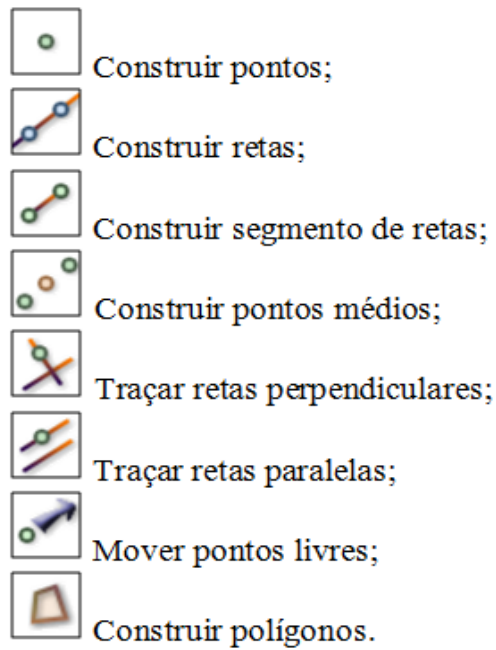 Construir pontos;
Construir retas;
Construir segmento de retas;
Construir pontos médios;
Traçar retas perpendiculares;
Traçar retas paralelas;
Mover pontos livres;
Construir polígonos.